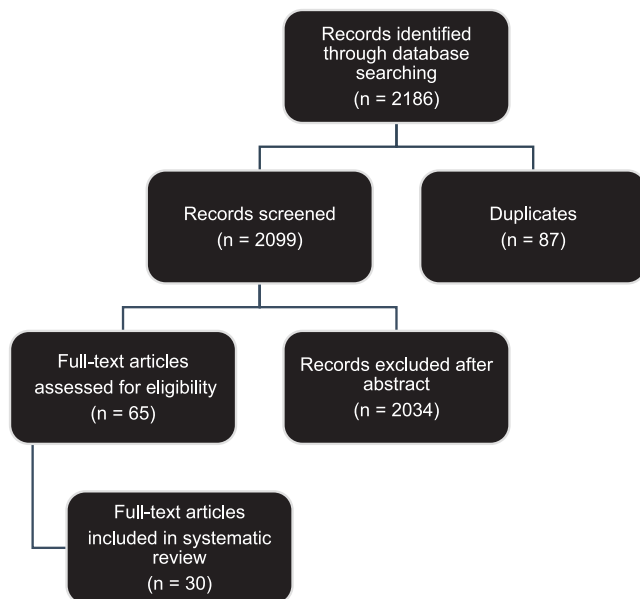 Records identified
through database
searching
(n = 2186)
Records screened
(n = 2099)
Duplicates
(n = 87)
Full-text articles
assessed for eligibility
(n = 65)
Records excluded after
abstract
(n = 2034)
Full-text articles
included in systematic
review
(n = 30)